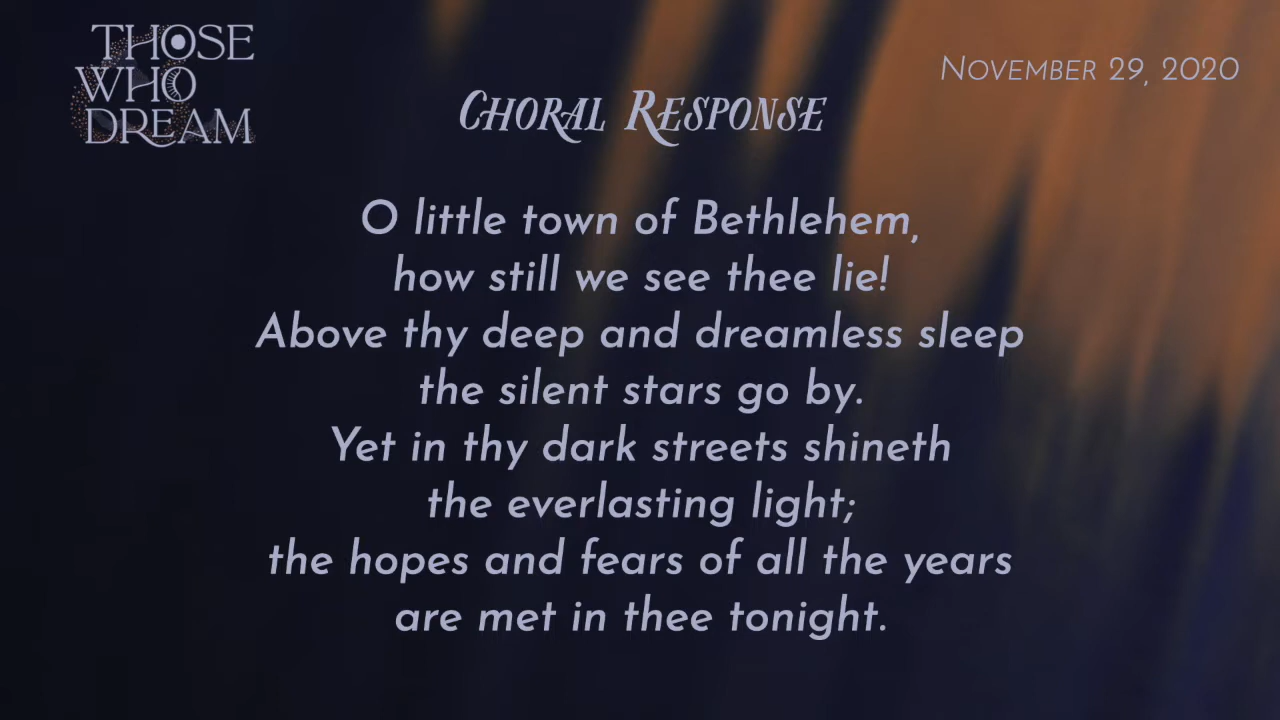 THOSE
WHO
DREAM
November 29, 2020
Choral Response
O little town of Bethlehem,
how still we see thee lie!
Above thy deep and dreamless sleep
the silent stars go by.
Yet in thy dark streets shineth
the everlasting light;
the hopes and fears of all the years
are met in thee tonight.